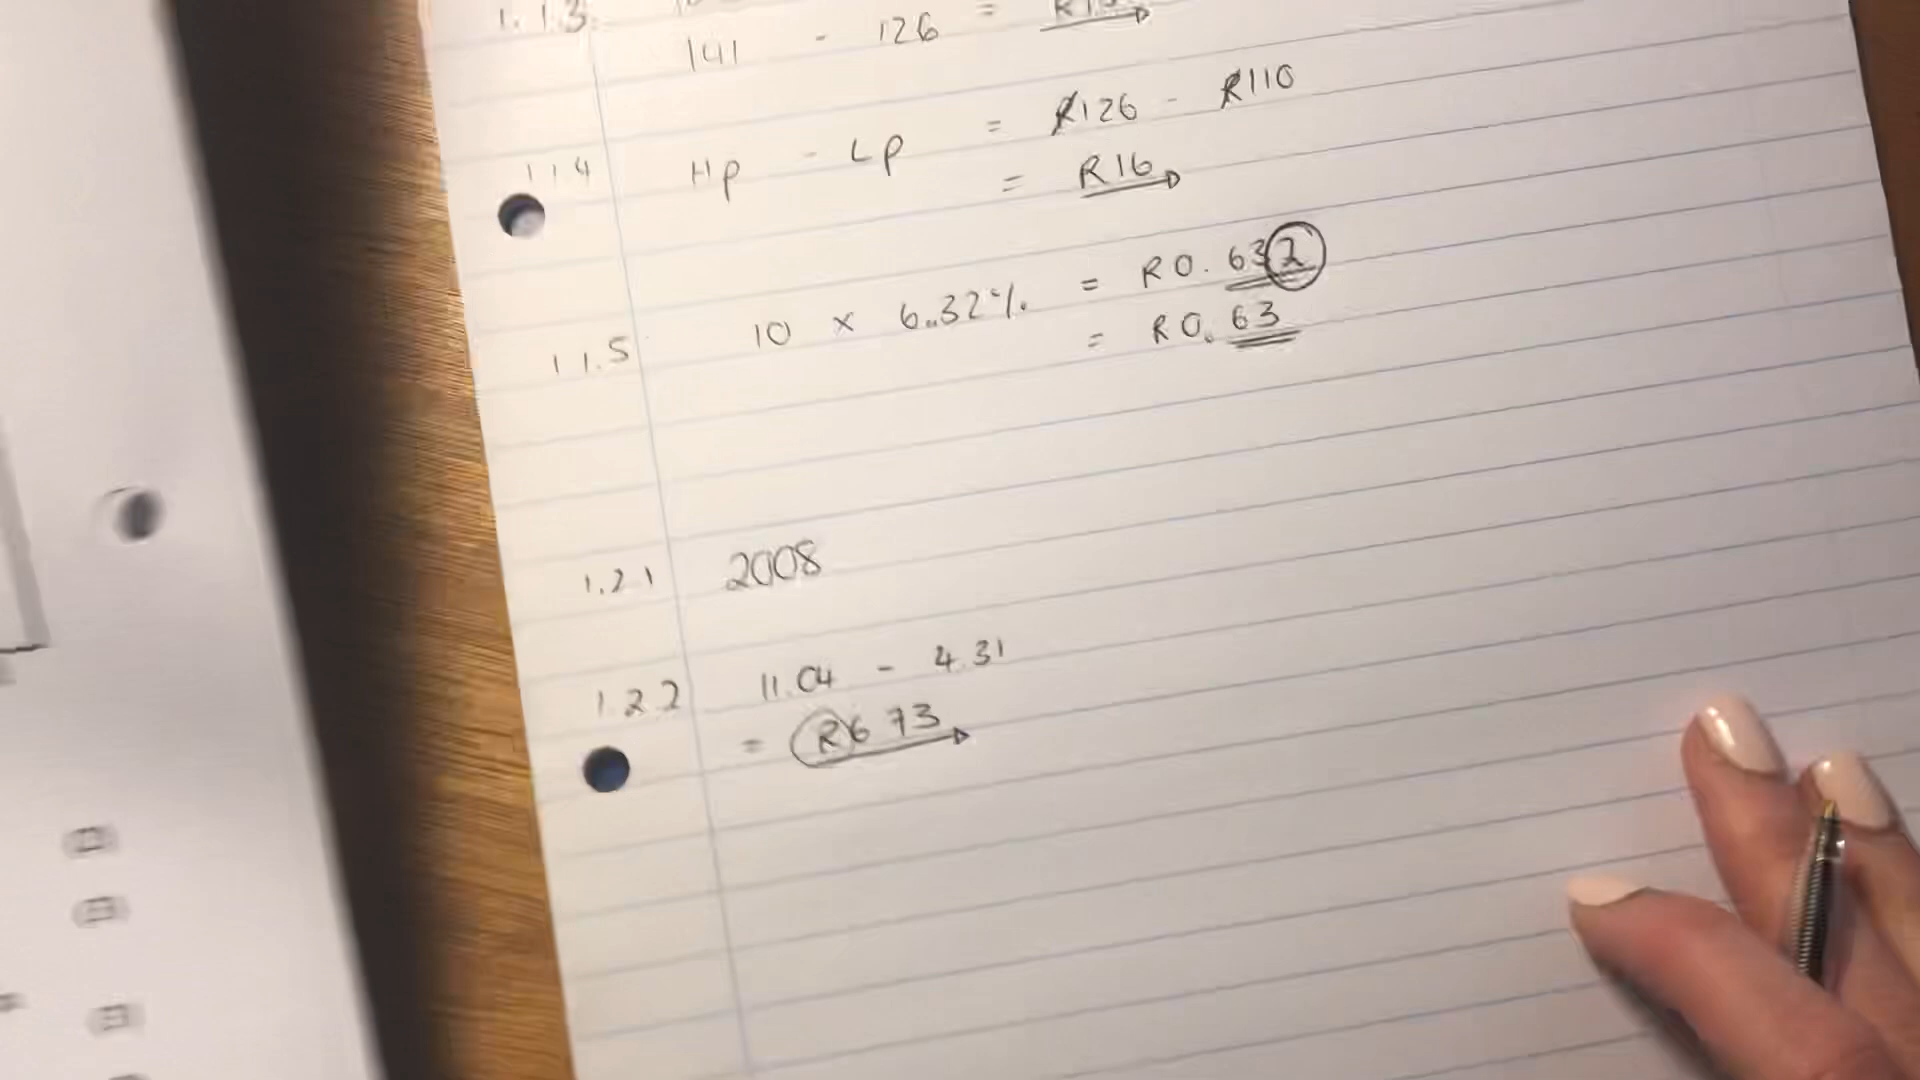 1.1.3.
141 - 126 = R15
1.1.4 Hp - Lp = R126 - R110
= R16
1.1.5 10 x 6.32% = R0.632
= R0.63
1.2.1 2008
1.2.2 11.04 - 4.31
= R6.73